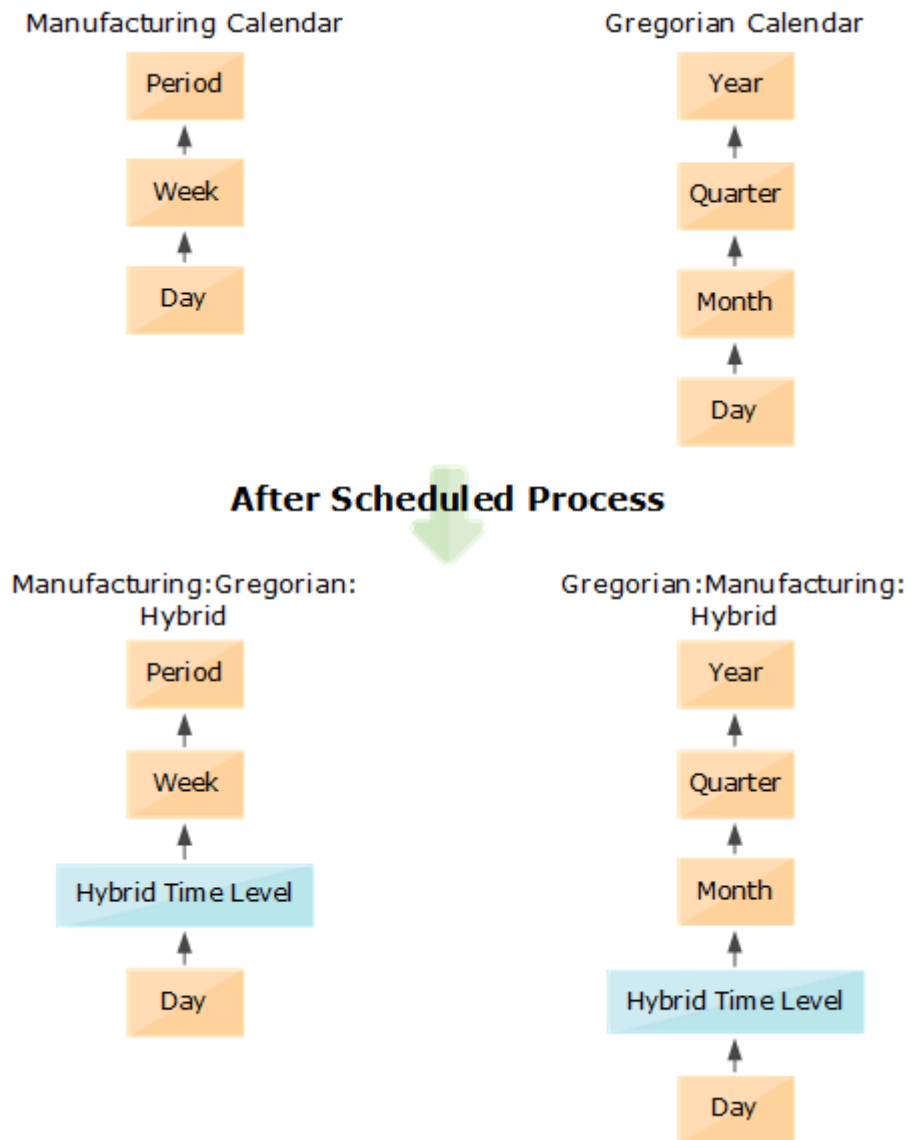 Manufacturing Calendar
Period
Week
Day
Gregorian Calendar
Year
Quarter
Month
Day
After Scheduled Process
Manufacturing:Gregorian:
Hybrid
Period
Week
Hybrid Time Level
Day
Gregorian:Manufacturing:
Hybrid
Year
Quarter
Month
Hybrid Time Level
Day